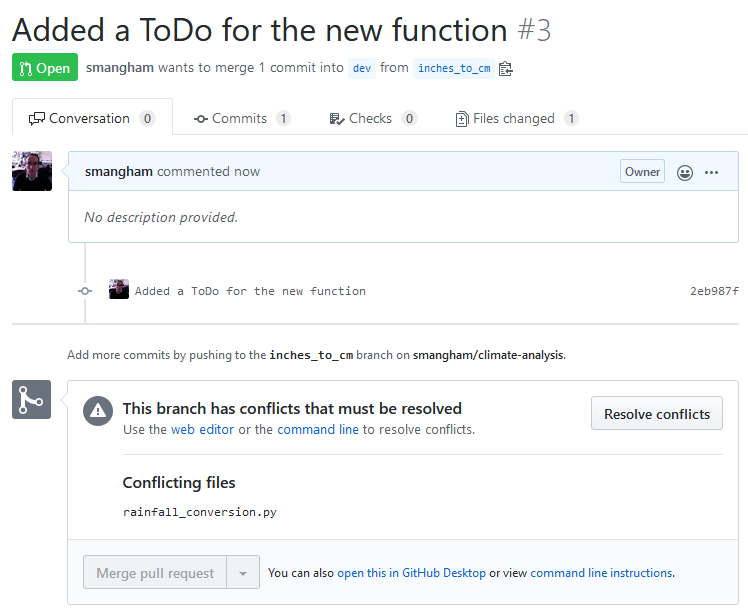 Added a ToDo for the new function #3
Open smangham wants to merge 1 commit into dev from inches_to_cm
Conversation 0 Commits 1 Checks 0 Files changed 1
smangham commented now Owner
No description provided.
Added a ToDo for the new function 2eb987f
Add more commits by pushing to the inches_to_cm branch on smangham/climate-analysis.
This branch has conflicts that must be resolved
Use the web editor or the command line to resolve conflicts.
Resolve conflicts
Conflicting files
rainfall_conversion.py
Merge pull request You can also open this in GitHub Desktop or view command line instructions.